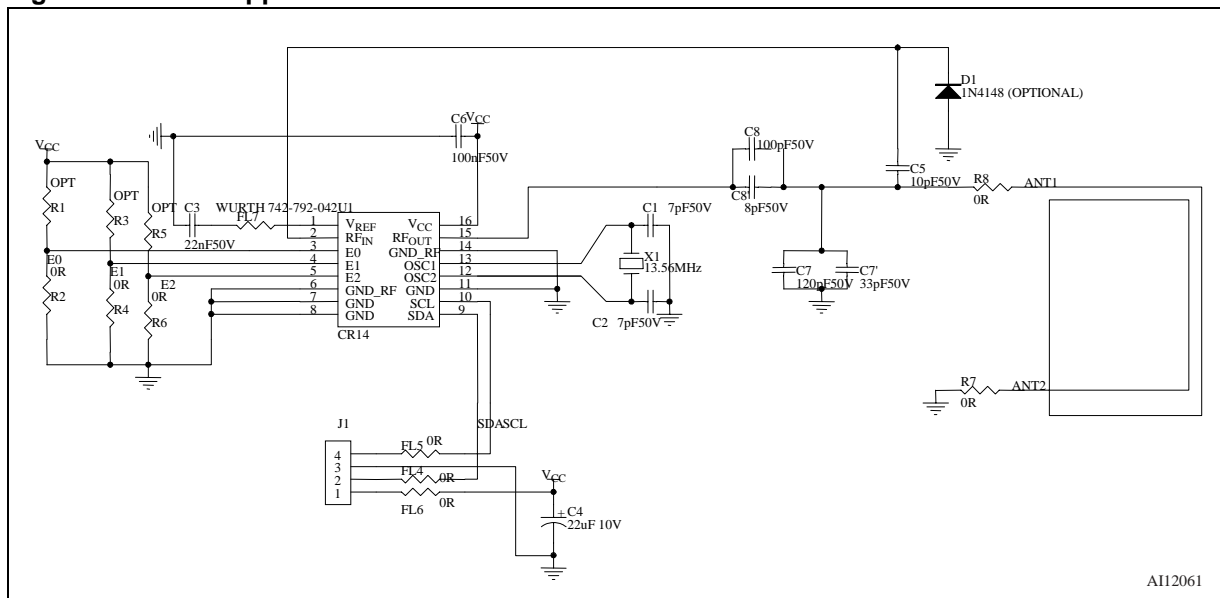 D1
1N4148 (OPTIONAL)
C6
VCC
100nF50V
C8
100pF50V
C8'
8pF50V
C5
10pF50V
R8
0R
ANT1
VCC
OPT
R1
OPT
R3
OPT
R5
C3
22nF50V
WURTH 742-792-042U1
FL7
1 VREF VCC 16
2 RFIN RFOUT 15
3 E0 GND_RF 14
4 E1 OSC1 13
5 E2 OSC2 12
6 GND_RF GND 11
7 GND SCL 10
8 GND SDA 9
CR14
E0
0R
R2
E1
0R
R4
E2
0R
R6
C1 7pF50V
X1
13.56MHz
C2 7pF50V
C7
120pF50V
C7'
33pF50V
R7
0R
ANT2
J1
SDASCL
4
3
2
1
FL5
0R
FL4
0R
FL6
0R
VCC
+
C4
22uF 10V
AI12061